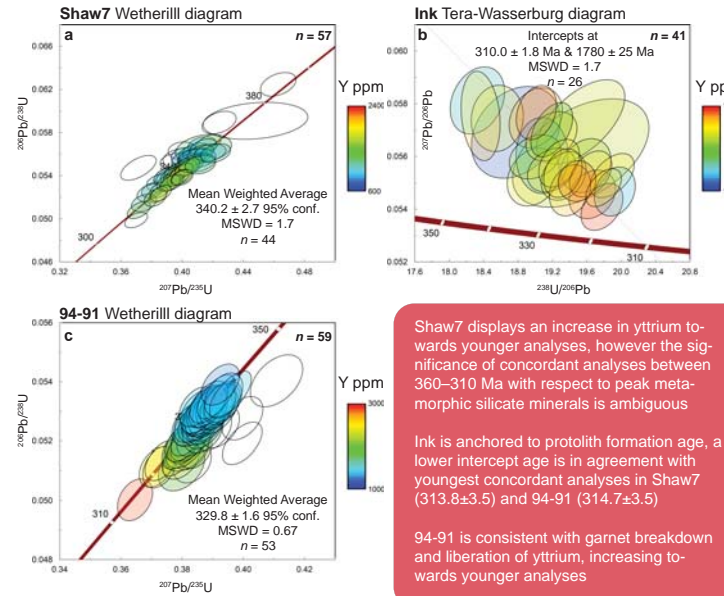 Shaw7 Wetherilll diagram
a
n = 57
0.066
0.062
0.058
0.054
0.050
0.046
206Pb/238U
380
300
Mean Weighted Average
340.2 ± 2.7 95% conf.
MSWD = 1.7
n = 44
0.32
0.36
0.40
0.44
0.48
207Pb/235U
Y ppm
2400
600
Ink Tera-Wasserburg diagram
b
n = 41
Intercepts at
310.0 ± 1.8 Ma & 1780 ± 25 Ma
MSWD = 1.7
n = 26
0.060
0.058
0.056
0.054
0.052
207Pb/206Pb
350
330
310
17.6
18.0
18.4
18.8
19.2
19.6
20.0
20.4
20.8
238U/206Pb
Y p
94-91 Wetherilll diagram
c
n = 59
0.056
0.054
0.052
0.050
0.048
206Pb/238U
350
310
Mean Weighted Average
329.8 ± 1.6 95% conf.
MSWD = 0.67
n = 53
0.34
0.36
0.38
0.40
0.42
207Pb/235U
Y ppm
3000
1000
Shaw7 displays an increase in yttrium to-
wards younger analyses, however the sig-
nificance of concordant analyses between
360–310 Ma with respect to peak meta-
morphic silicate minerals is ambiguous
Ink is anchored to protolith formation age, a
lower intercept age is in agreement with
youngest concordant analyses in Shaw7
(313.8±3.5) and 94-91 (314.7±3.5)
94-91 is consistent with garnet breakdown
and liberation of yttrium, increasing to-
wards younger analyses